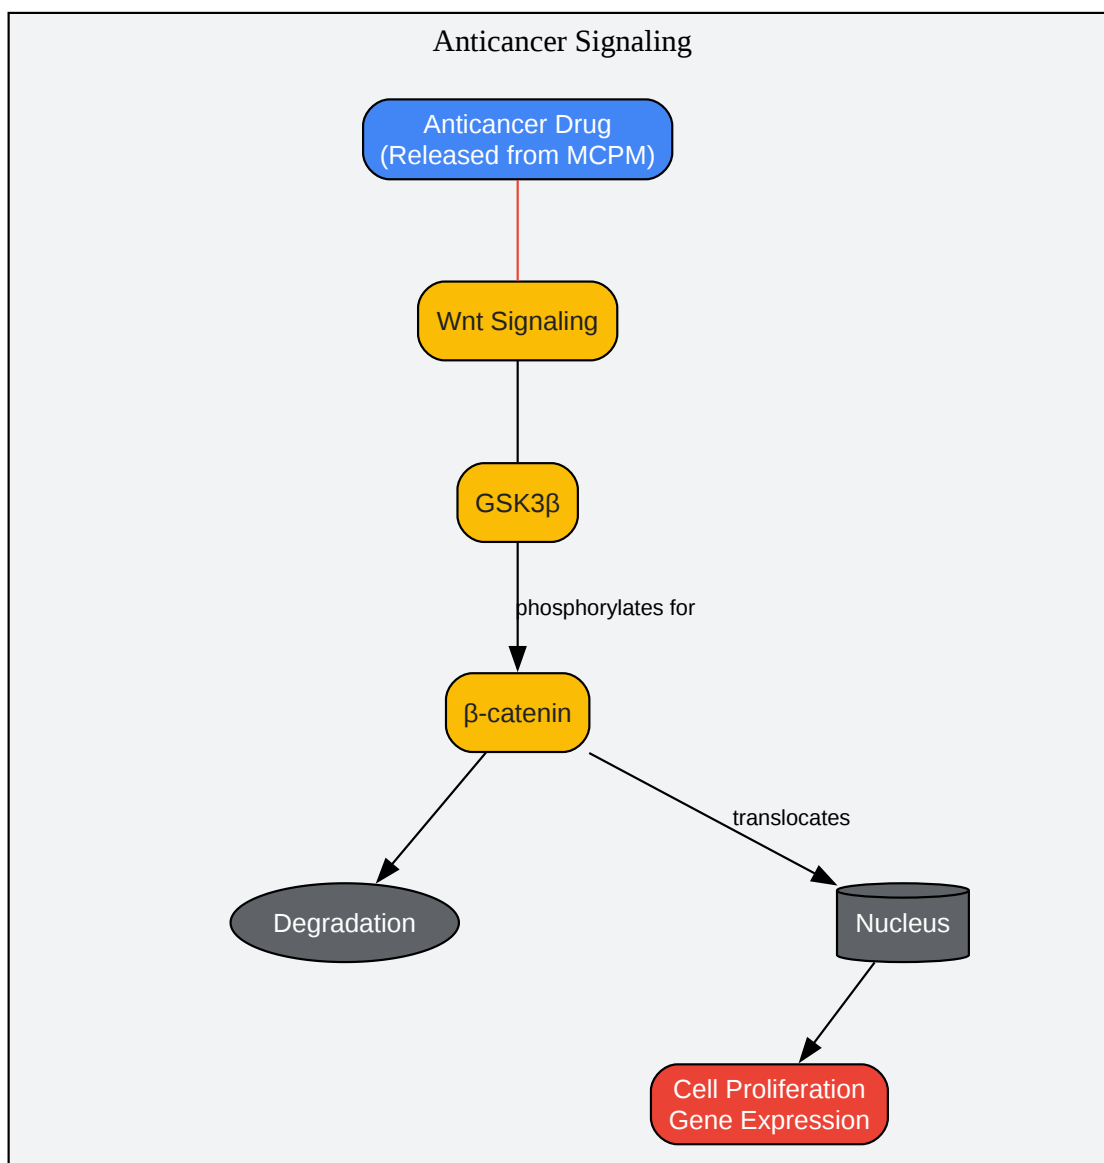 Anticancer Signaling
Anticancer Drug
(Released from MCPM)
Wnt Signaling
GSK3β
phosphorylates for
β-catenin
translocates
Degradation
Nucleus
Cell Proliferation
Gene Expression